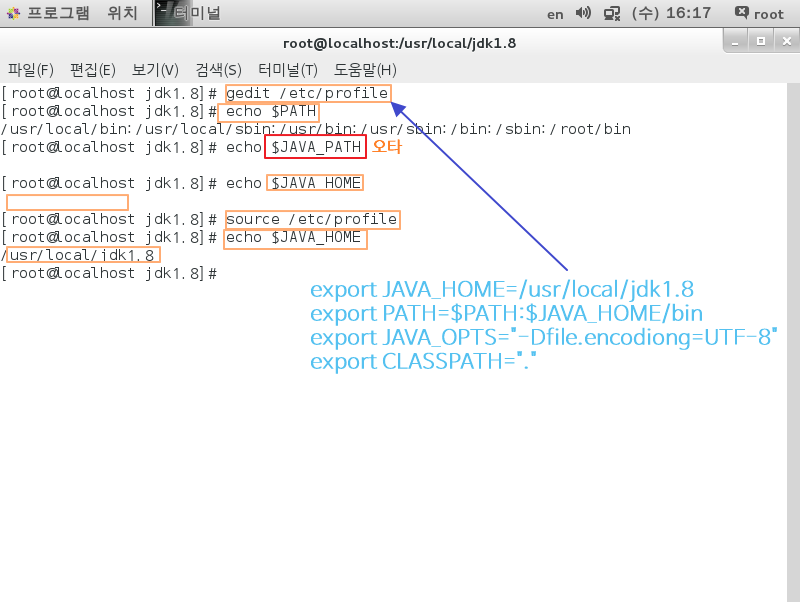 프로그램 위치 터미널 en (수) 16:17 root
root@localhost:/usr/local/jdk1.8
파일(F) 편집(E) 보기(V) 검색(S) 터미널(T) 도움말(H)
[root@localhost jdk1.8]# gedit /etc/profile
[root@localhost jdk1.8]# echo $PATH
/usr/local/bin:/usr/local/sbin:/usr/bin:/usr/sbin:/bin:/sbin:/root/bin
[root@localhost jdk1.8]# echo $JAVA_PATH 오타
[root@localhost jdk1.8]# echo $JAVA_HOME
[root@localhost jdk1.8]# source /etc/profile
[root@localhost jdk1.8]# echo $JAVA_HOME
/usr/local/jdk1.8
[root@localhost jdk1.8]#
export JAVA_HOME=/usr/local/jdk1.8
export PATH=$PATH:$JAVA_HOME/bin
export JAVA_OPTS="-Dfile.encodiong=UTF-8"
export CLASSPATH="."